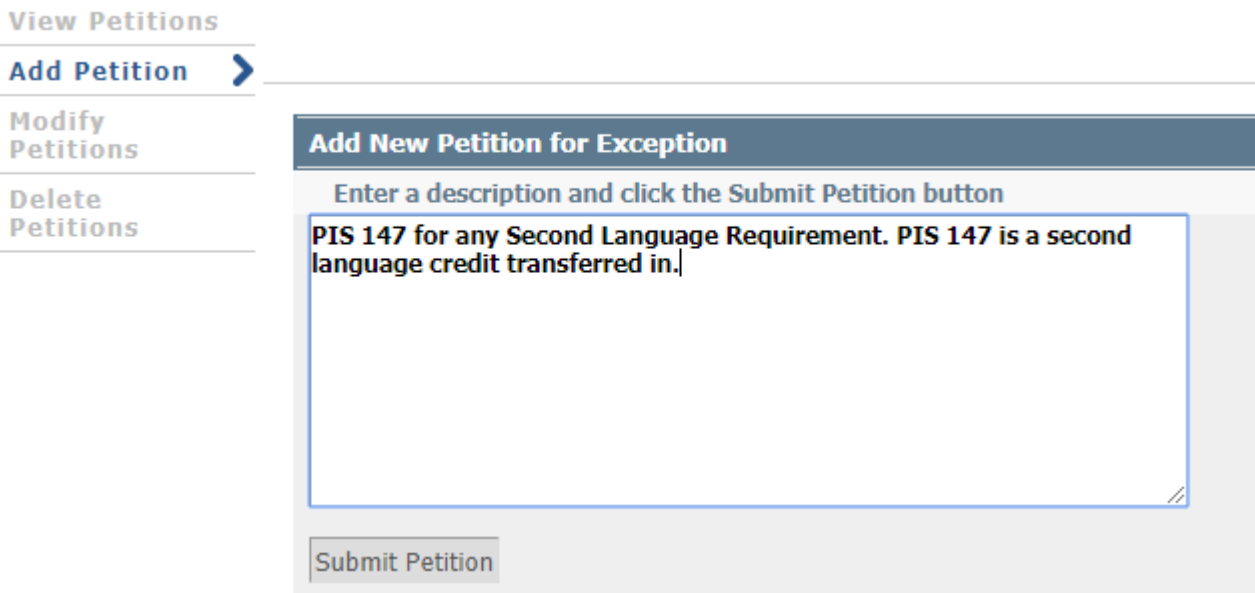 View Petitions
Add Petition
Modify
Petitions
Delete
Petitions
Add New Petition for Exception
Enter a description and click the Submit Petition button
PIS 147 for any Second Language Requirement. PIS 147 is a second
language credit transferred in.
Submit Petition